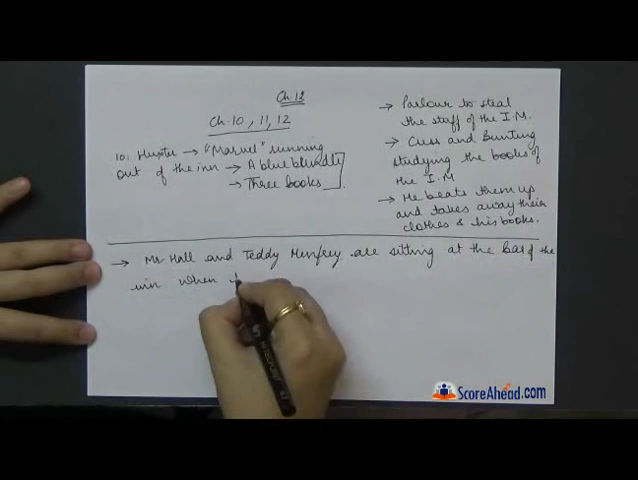 Ch.12
Ch.10, 11, 12
10. Huxter → "Marvel" running
out of the inn → A blue bundle
→ Three books
→ Parlour to steal
the stuff of the I.M.
→ Cuss and Bunting
studying the books of
the I.M
→ He beats them up
and takes away their
clothes & his books.
→ Mr Hall and Teddy Henfrey are sitting at the bar of the
inn when
ScoreAhead.com